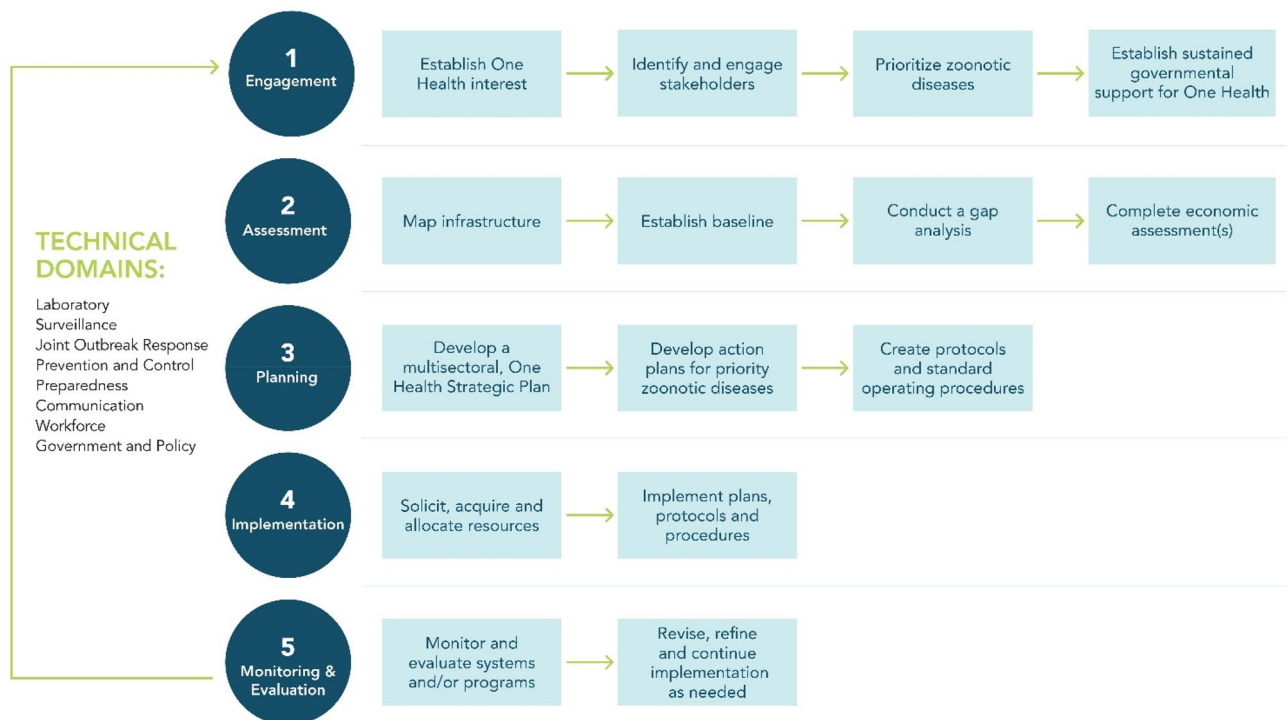 TECHNICAL
DOMAINS:
Laboratory
Surveillance
Joint Outbreak Response
Prevention and Control
Preparedness
Communication
Workforce
Government and Policy
1
Engagement
Establish One
Health interest
Identify and engage
stakeholders
Prioritize zoonotic
diseases
Establish sustained
governmental
support for One Health
2
Assessment
Map infrastructure
Establish baseline
Conduct a gap
analysis
Complete economic
assessment(s)
3
Planning
Develop a
multisectoral, One
Health Strategic Plan
Develop action
plans for priority
zoonotic diseases
Create protocols
and standard
operating procedures
4
Implementation
Solicit, acquire and
allocate resources
Implement plans,
protocols and
procedures
5
Monitoring &
Evaluation
Monitor and
evaluate systems
and/or programs
Revise, refine
and continue
implementation
as needed